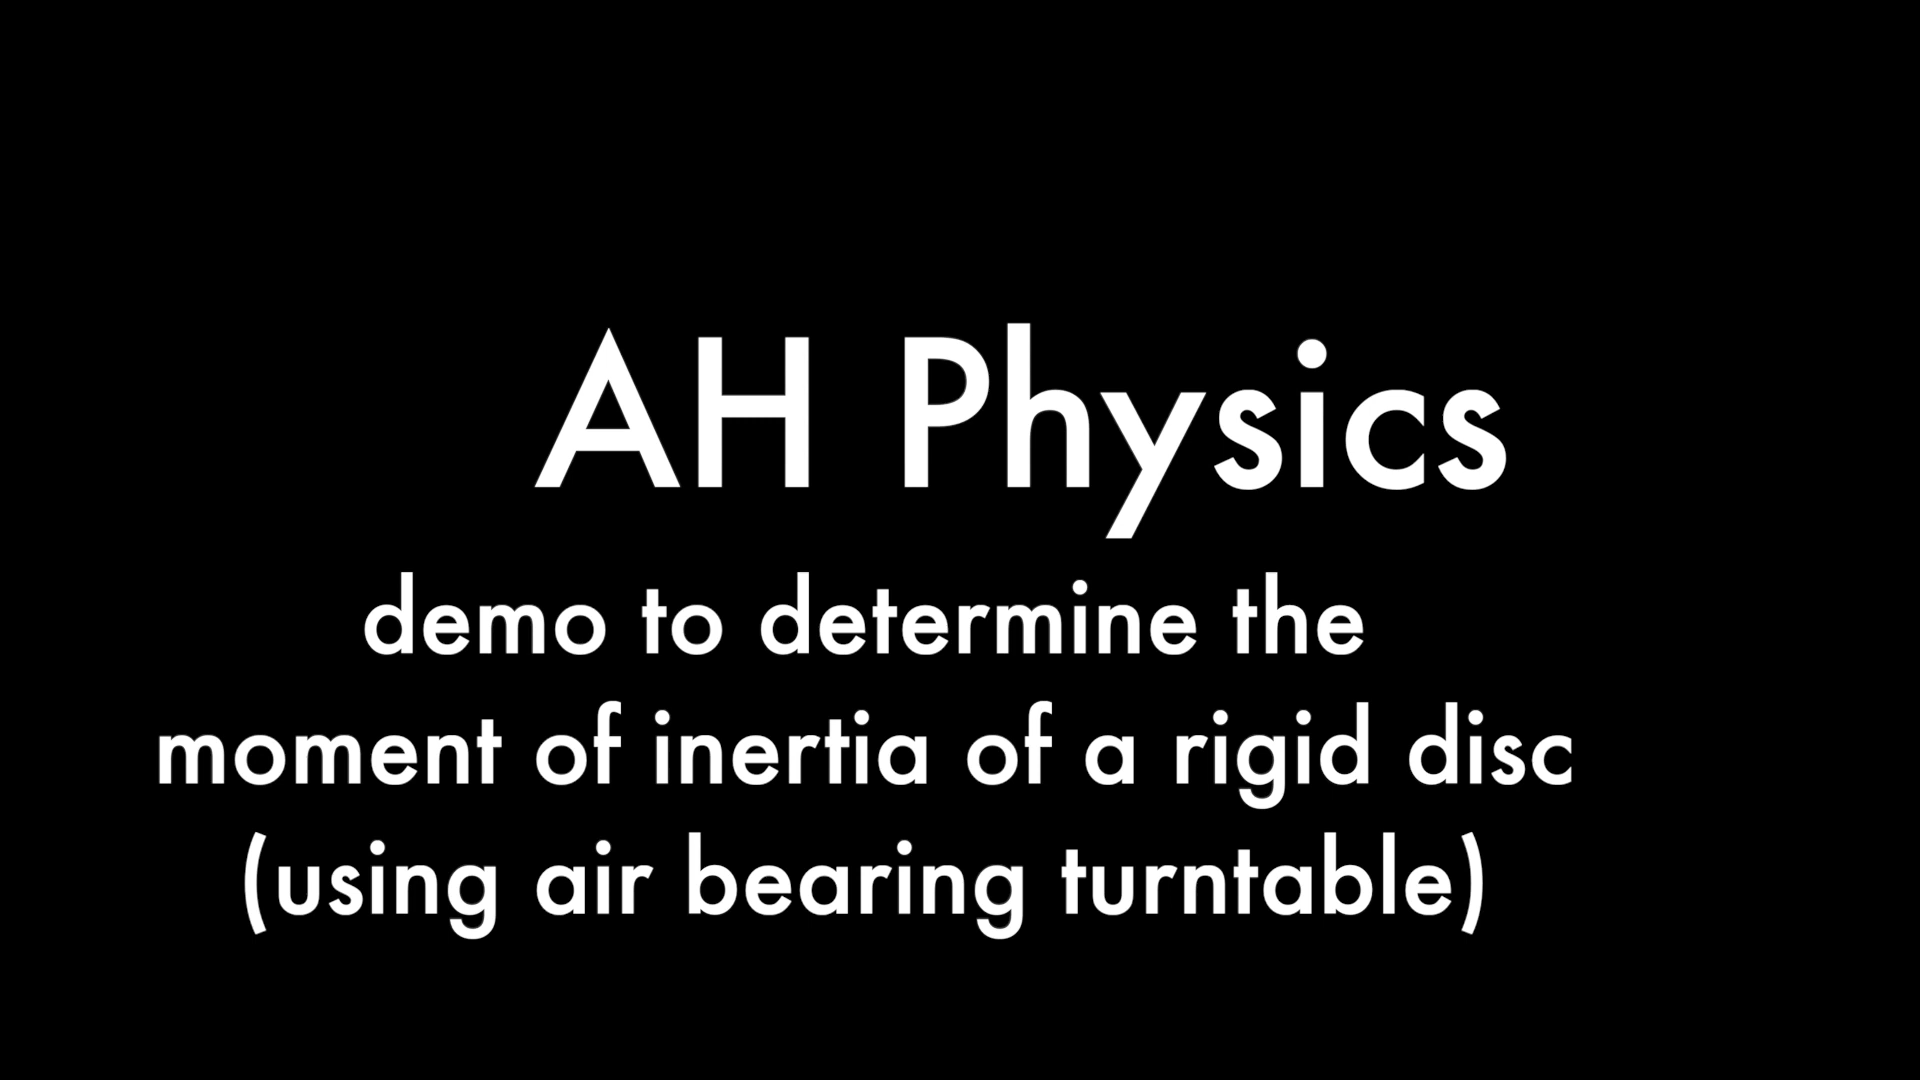 AH Physics
demo to determine the
moment of inertia of a rigid disc
(using air bearing turntable)